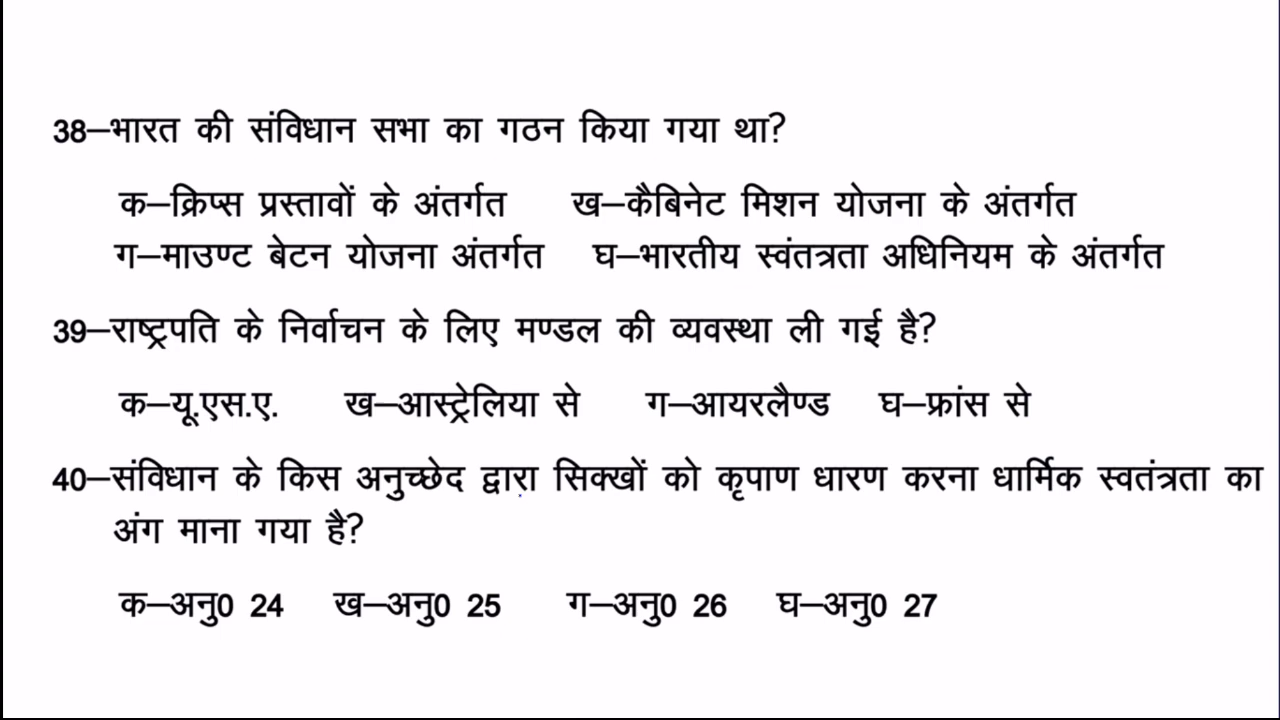 38–भारत की संविधान सभा का गठन किया गया था?
क–क्रिप्स प्रस्तावों के अंतर्गत ख–कैबिनेट मिशन योजना के अंतर्गत
ग–माउण्ट बेटन योजना अंतर्गत घ–भारतीय स्वंतत्रता अधिनियम के अंतर्गत
39–राष्ट्रपति के निर्वाचन के लिए मण्डल की व्यवस्था ली गई है?
क–यू.एस.ए. ख–आस्ट्रेलिया से ग–आयरलैण्ड घ–फ्रांस से
40–संविधान के किस अनुच्छेद द्वारा सिक्खों को कृपाण धारण करना धार्मिक स्वतंत्रता का
अंग माना गया है?
क–अनु0 24 ख–अनु0 25 ग–अनु0 26 घ–अनु0 27